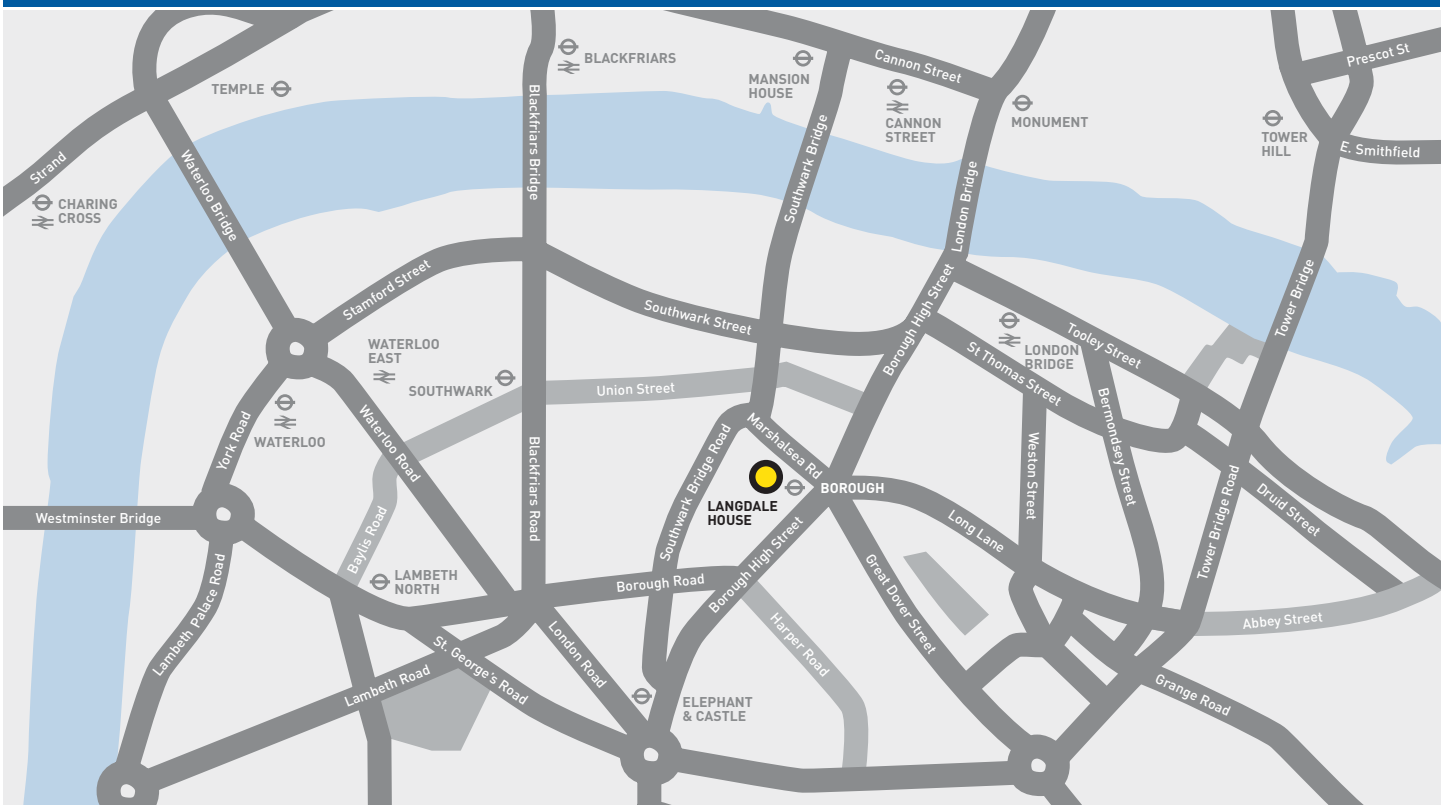 Prescot St
Cannon Street
BLACKFRIARS
MANSION
HOUSE
TEMPLE
CANNON
STREET
MONUMENT
TOWER
HILL
E. Smithfield
Strand
Blackfriars Bridge
Southwark Bridge
Waterloo Bridge
London Bridge
CHARING
CROSS
Stamford Street
Tower Bridge
Southwark Street
Borough High Street
Tooley Street
WATERLOO
EAST
LONDON
BRIDGE
St Thomas Street
SOUTHWARK
Union Street
Bermondsey Street
York Road
WATERLOO
Waterloo Road
Marshalsea Rd
Blackfriars Road
Southwark Bridge Road
Weston Street
BOROUGH
LANGDALE
HOUSE
Westminster Bridge
Baylis Road
Long Lane
Druid Street
Tower Bridge Road
LAMBETH
NORTH
Borough Road
Borough High Street
Great Dover Street
Lambeth Palace Road
Abbey Street
Harper Road
London Road
St. George's Road
Lambeth Road
Grange Road
ELEPHANT
& CASTLE